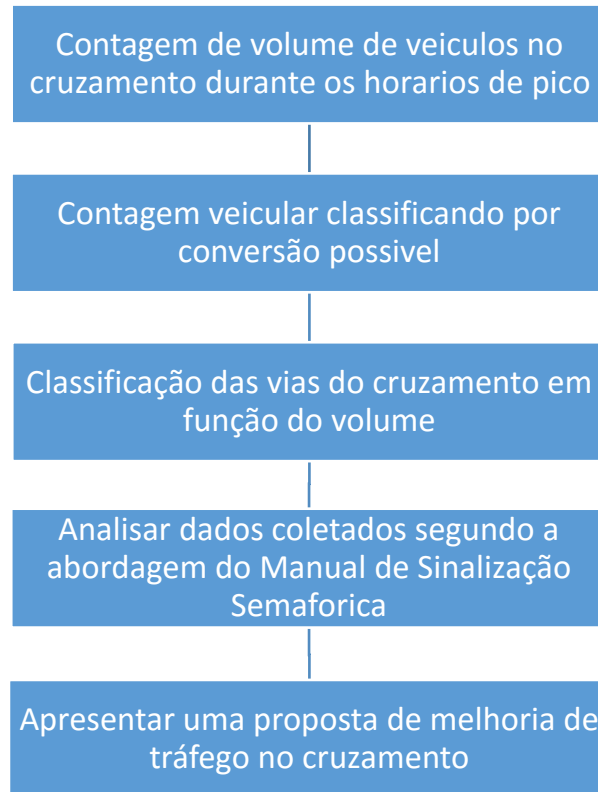 Contagem de volume de veiculos no
cruzamento durante os horarios de pico
Contagem veicular classificando por
conversão possivel
Classificação das vias do cruzamento em
função do volume
Analisar dados coletados segundo a
abordagem do Manual de Sinalização
Semaforica
Apresentar uma proposta de melhoria de
tráfego no cruzamento